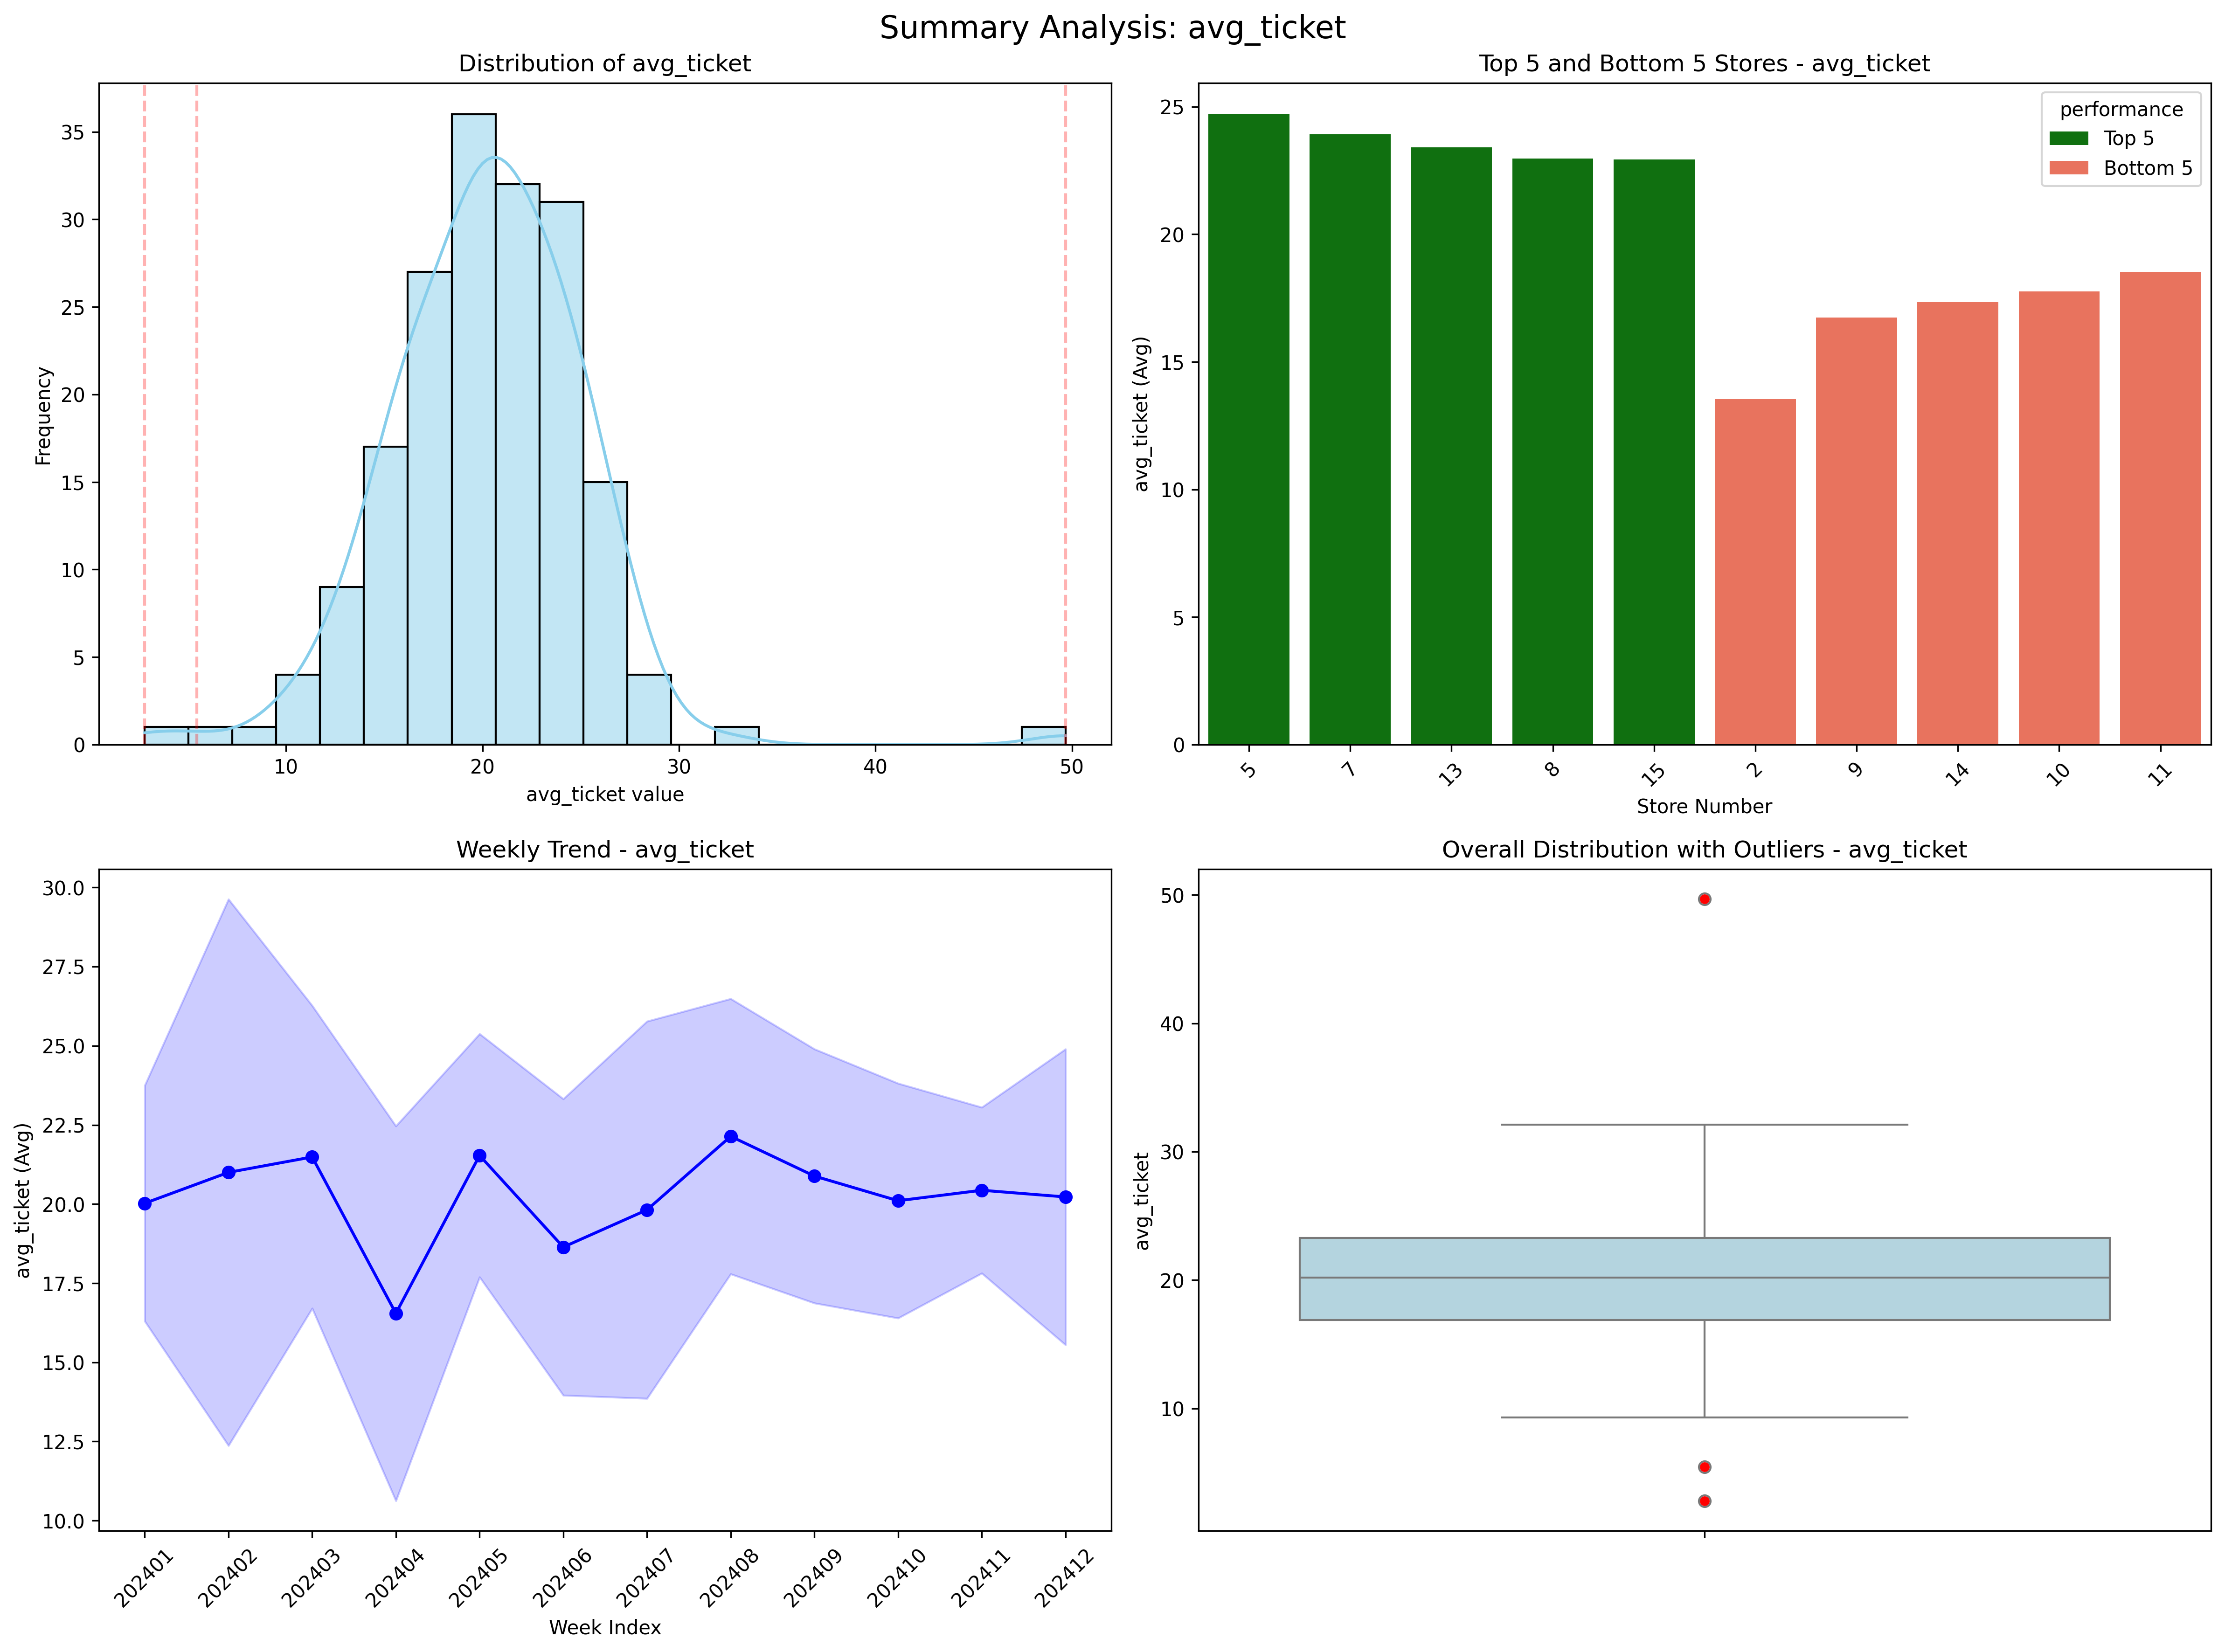 Summary Analysis: avg_ticket
Distribution of avg_ticket
Frequency
35
30
25
20
15
10
5
0
10 20 30 40 50
avg_ticket value
Top 5 and Bottom 5 Stores - avg_ticket
avg_ticket (Avg)
25
20
15
10
5
0
performance
Top 5
Bottom 5
5 7 13 8 15 2 9 14 10 11
Store Number
Weekly Trend - avg_ticket
avg_ticket (Avg)
30.0
27.5
25.0
22.5
20.0
17.5
15.0
12.5
10.0
202401 202402 202403 202404 202405 202406 202407 202408 202409 202410 202411 202412
Week Index
Overall Distribution with Outliers - avg_ticket
avg_ticket
50
40
30
20
10